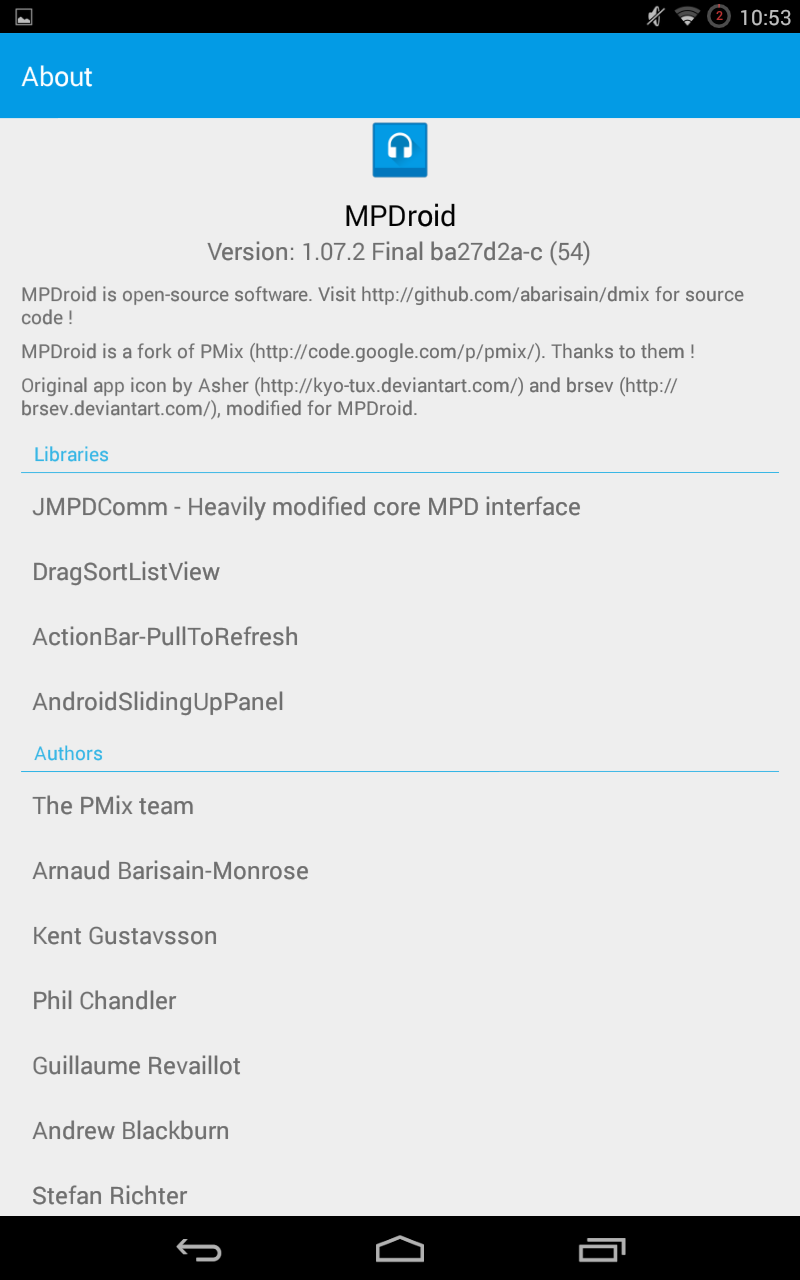 2 10:53
About
MPDroid
Version: 1.07.2 Final ba27d2a-c (54)
MPDroid is open-source software. Visit http://github.com/abarisain/dmix for source
code !
MPDroid is a fork of PMix (http://code.google.com/p/pmix/). Thanks to them !
Original app icon by Asher (http://kyo-tux.deviantart.com/) and brsev (http://
brsev.deviantart.com/), modified for MPDroid.
Libraries
JMPDComm - Heavily modified core MPD interface
DragSortListView
ActionBar-PullToRefresh
AndroidSlidingUpPanel
Authors
The PMix team
Arnaud Barisain-Monrose
Kent Gustavsson
Phil Chandler
Guillaume Revaillot
Andrew Blackburn
Stefan Richter